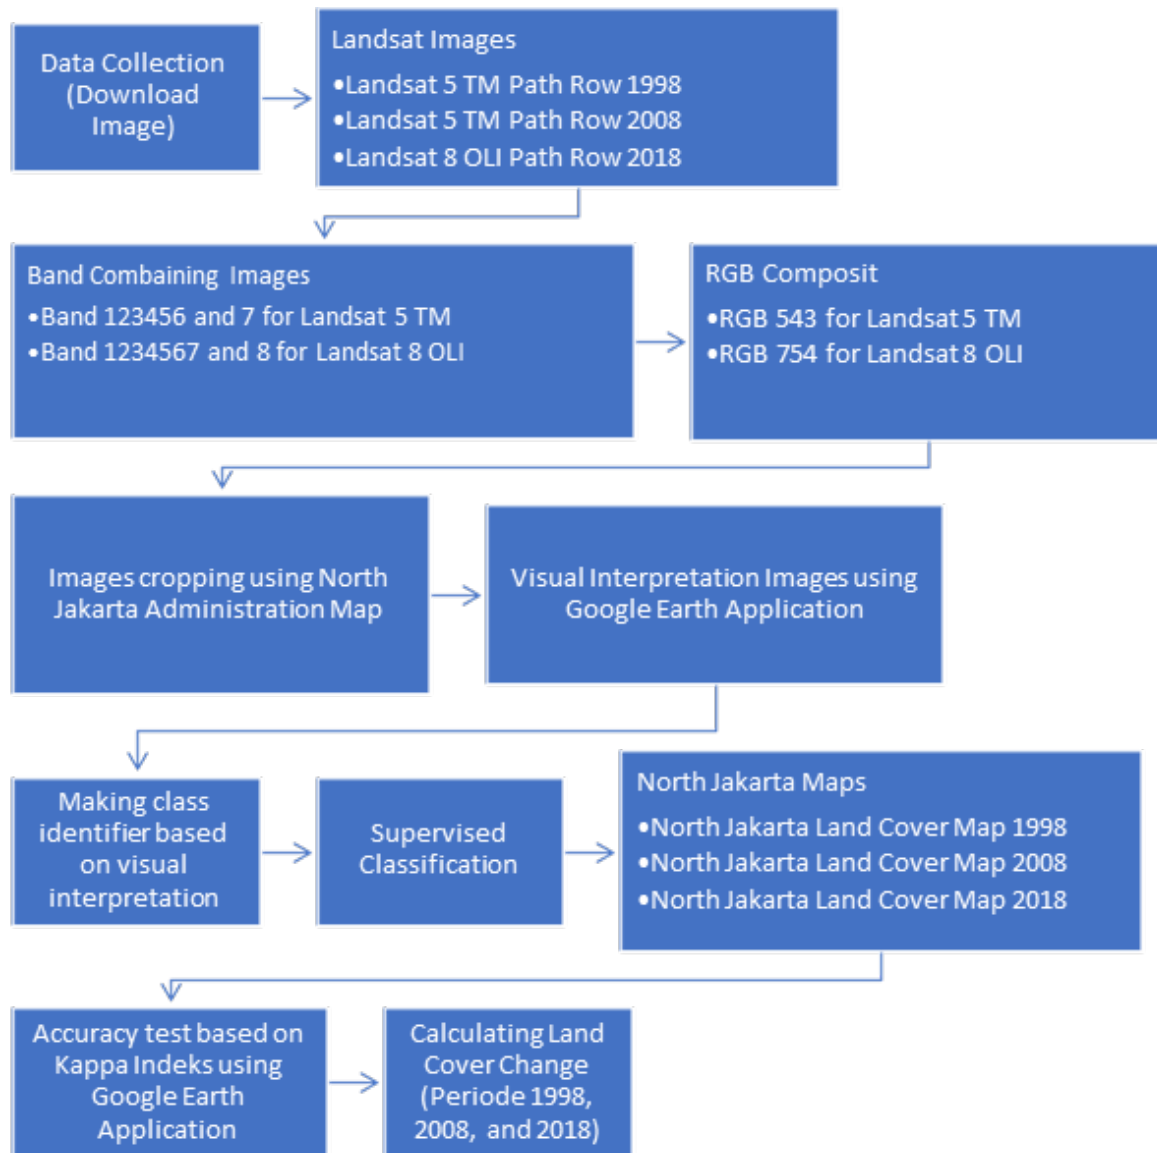 Data Collection
(Download
Image)
Landsat Images
•Landsat 5 TM Path Row 1998
•Landsat 5 TM Path Row 2008
•Landsat 8 OLI Path Row 2018
Band Combaining Images
•Band 123456 and 7 for Landsat 5 TM
•Band 1234567 and 8 for Landsat 8 OLI
RGB Composit
•RGB 543 for Landsat 5 TM
•RGB 754 for Landsat 8 OLI
Images cropping using North
Jakarta Administration Map
Visual Interpretation Images using
Google Earth Application
Making class
identifier based
on visual
interpretation
Supervised
Classification
North Jakarta Maps
•North Jakarta Land Cover Map 1998
•North Jakarta Land Cover Map 2008
•North Jakarta Land Cover Map 2018
Accuracy test based on
Kappa Indeks using
Google Earth
Application
Calculating Land
Cover Change
(Periode 1998,
2008, and 2018)